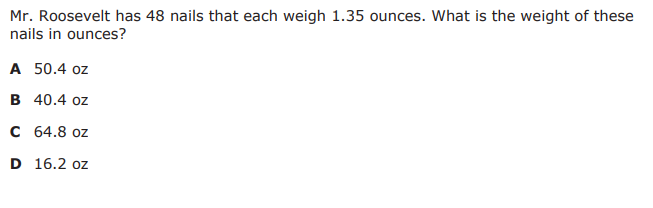 Mr. Roosevelt has 48 nails that each weigh 1.35 ounces. What is the weight of these
nails in ounces?
A 50.4 oz
B 40.4 oz
C 64.8 oz
D 16.2 oz